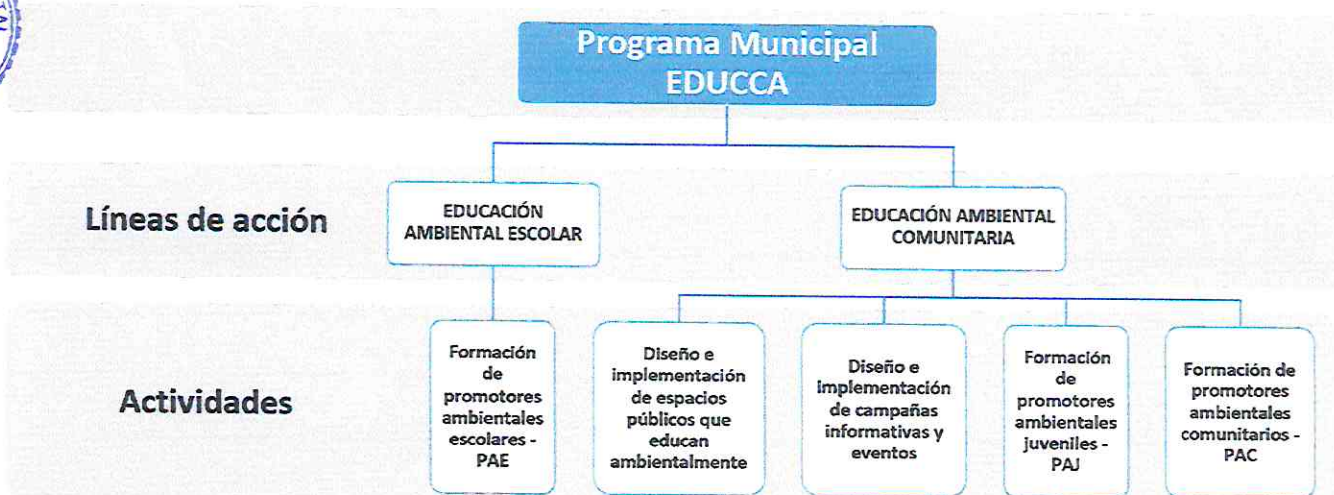 Programa Municipal
EDUCCA
Líneas de acción
EDUCACIÓN
AMBIENTAL ESCOLAR
EDUCACIÓN AMBIENTAL
COMUNITARIA
Actividades
Formación
de
promotores
ambientales
escolares -
PAE
Diseño e
implementación
de espacios
públicos que
educan
ambientalmente
Diseño e
implementación
de campañas
informativas y
eventos
Formación
de
promotores
ambientales
juveniles -
PAJ
Formación de
promotores
ambientales
comunitarios -
PAC